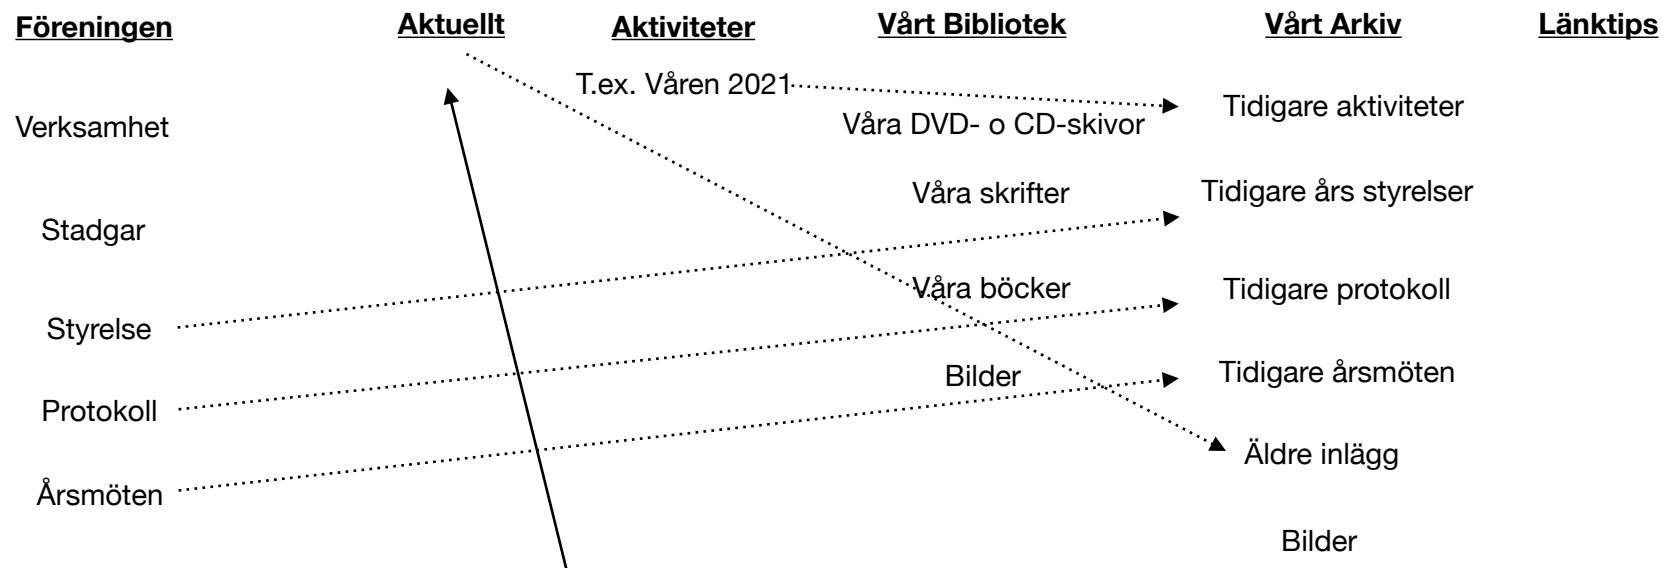 Föreningen
Verksamhet
Stadgar
Styrelse
Protokoll
Årsmöten
Aktuellt
Aktiviteter
T.ex. Våren 2021
Vårt Bibliotek
Våra DVD- o CD-skivor
Våra skrifter
Våra böcker
Bilder
Vårt Arkiv
Tidigare aktiviteter
Tidigare års styrelser
Tidigare protokoll
Tidigare årsmöten
Äldre inlägg
Bilder
Länktips